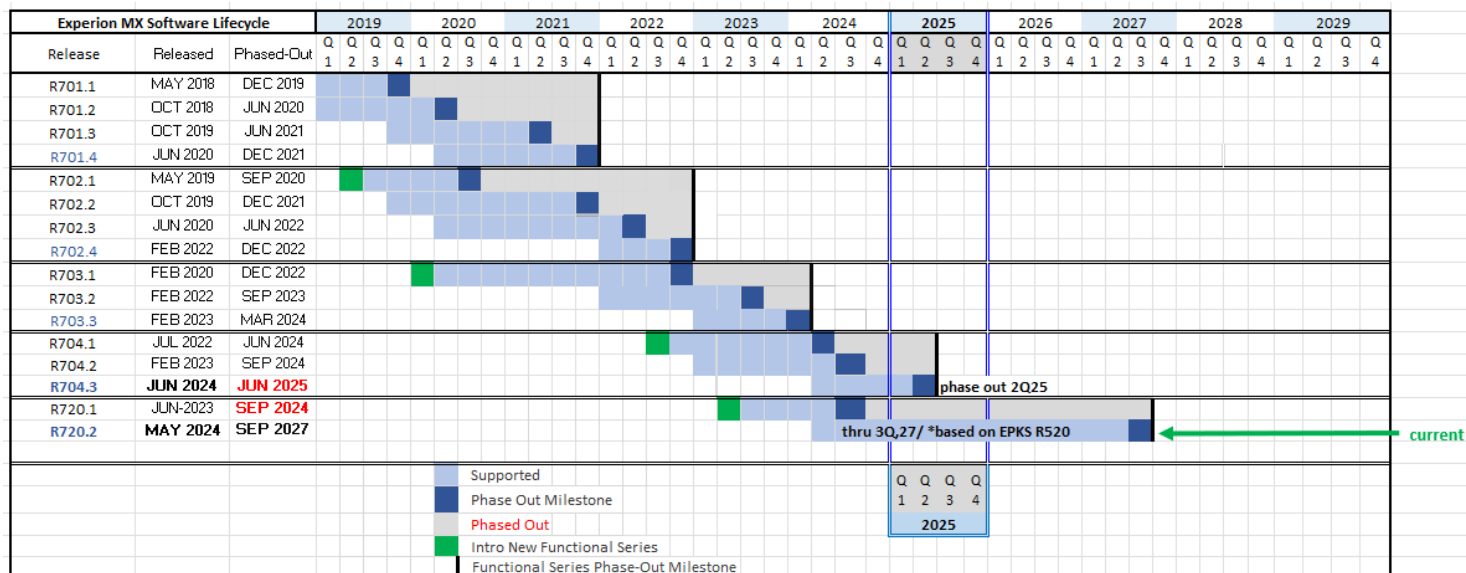 Experion MX Software Lifecycle 2019 2020 2021 2022 2023 2024 2025 2026 2027 2028 2029
Release Released Phased-Out Q 1 Q 2 Q 3 Q 4 Q 1 Q 2 Q 3 Q 4 Q 1 Q 2 Q 3 Q 4 Q 1 Q 2 Q 3 Q 4 Q 1 Q 2 Q 3 Q 4 Q 1 Q 2 Q 3 Q 4 Q 1 Q 2 Q 3 Q 4 Q 1 Q 2 Q 3 Q 4 Q 1 Q 2 Q 3 Q 4 Q 1 Q 2 Q 3 Q 4 Q 1 Q 2 Q 3 Q 4
R701.1 MAY 2018 DEC 2019
R701.2 OCT 2018 JUN 2020
R701.3 OCT 2019 JUN 2021
R701.4 JUN 2020 DEC 2021
R702.1 MAY 2019 SEP 2020
R702.2 OCT 2019 DEC 2021
R702.3 JUN 2020 JUN 2022
R702.4 FEB 2022 DEC 2022
R703.1 FEB 2020 DEC 2022
R703.2 FEB 2022 SEP 2023
R703.3 FEB 2023 MAR 2024
R704.1 JUL 2022 JUN 2024
R704.2 FEB 2023 SEP 2024
R704.3 JUN 2024 JUN 2025 phase out 2Q25
R720.1 JUN-2023 SEP 2024
R720.2 MAY 2024 SEP 2027 thru 3Q,27/ *based on EPKS R520 current
Supported
Phase Out Milestone
Phased Out
Intro New Functional Series
Functional Series Phase-Out Milestone
Q Q Q Q
1 2 3 4
2025